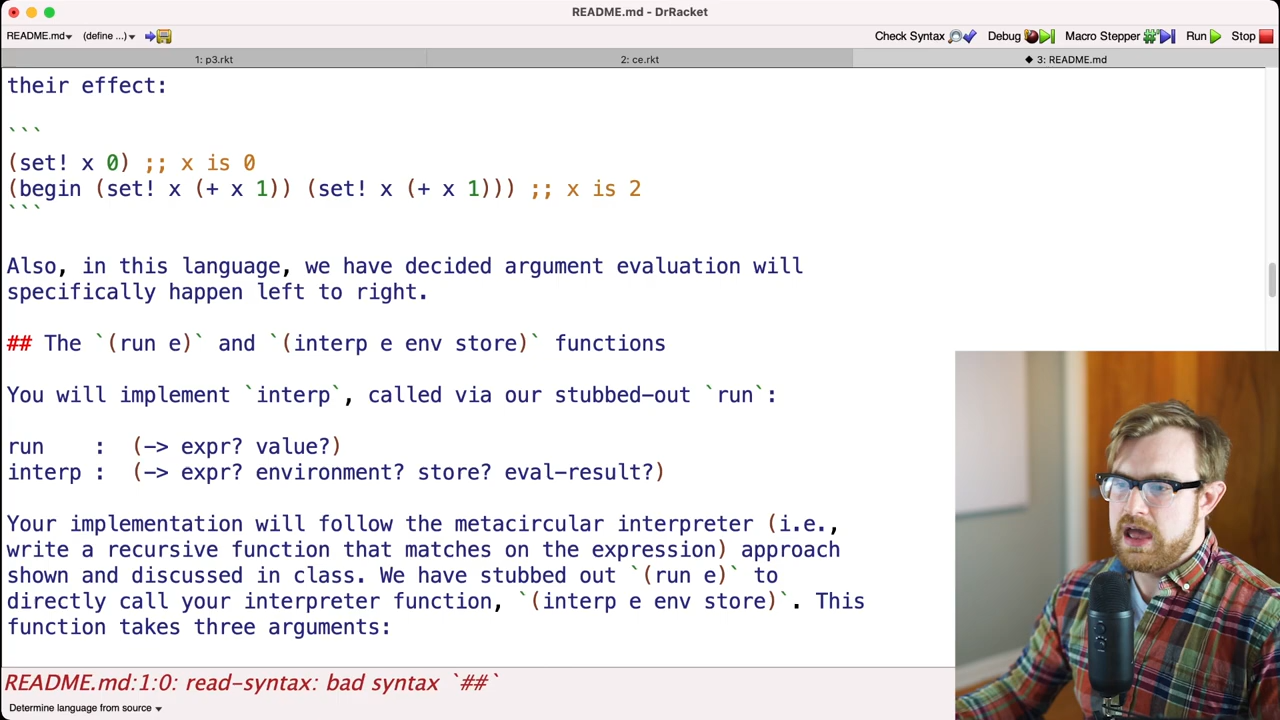 README.md - DrRacket
README.md▾ (define ...)▾ Check Syntax Debug Macro Stepper Run Stop
1: p3.rkt 2: ce.rkt ◆ 3: README.md
their effect:
```
(set! x 0) ;; x is 0
(begin (set! x (+ x 1)) (set! x (+ x 1))) ;; x is 2
```
Also, in this language, we have decided argument evaluation will
specifically happen left to right.
## The `(run e)` and `(interp e env store)` functions
You will implement `interp`, called via our stubbed-out `run`:
run    :  (-> expr? value?)
interp :  (-> expr? environment? store? eval-result?)
Your implementation will follow the metacircular interpreter (i.e.,
write a recursive function that matches on the expression) approach
shown and discussed in class. We have stubbed out `(run e)` to
directly call your interpreter function, `(interp e env store)`. This
function takes three arguments:
README.md:1:0: read-syntax: bad syntax `##`
Determine language from source ▾